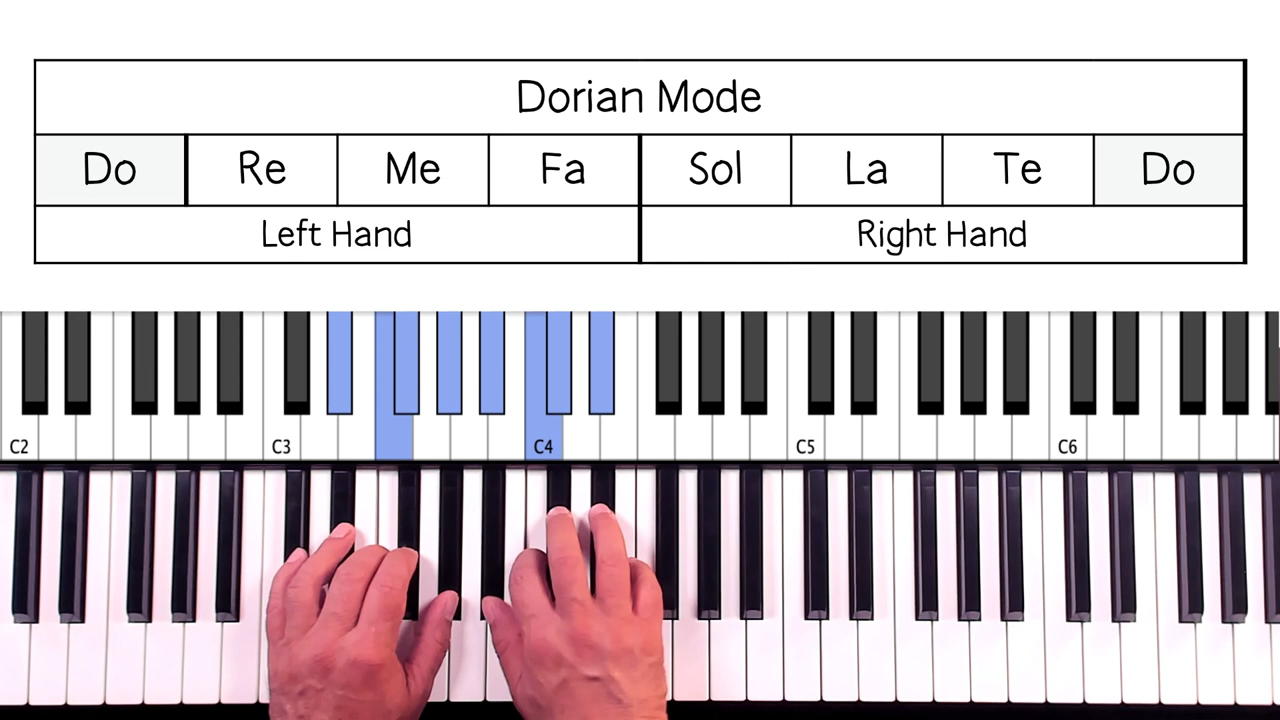 Dorian Mode
Do Re Me Fa Sol La Te Do
Left Hand Right Hand
C2 C3 C4 C5 C6